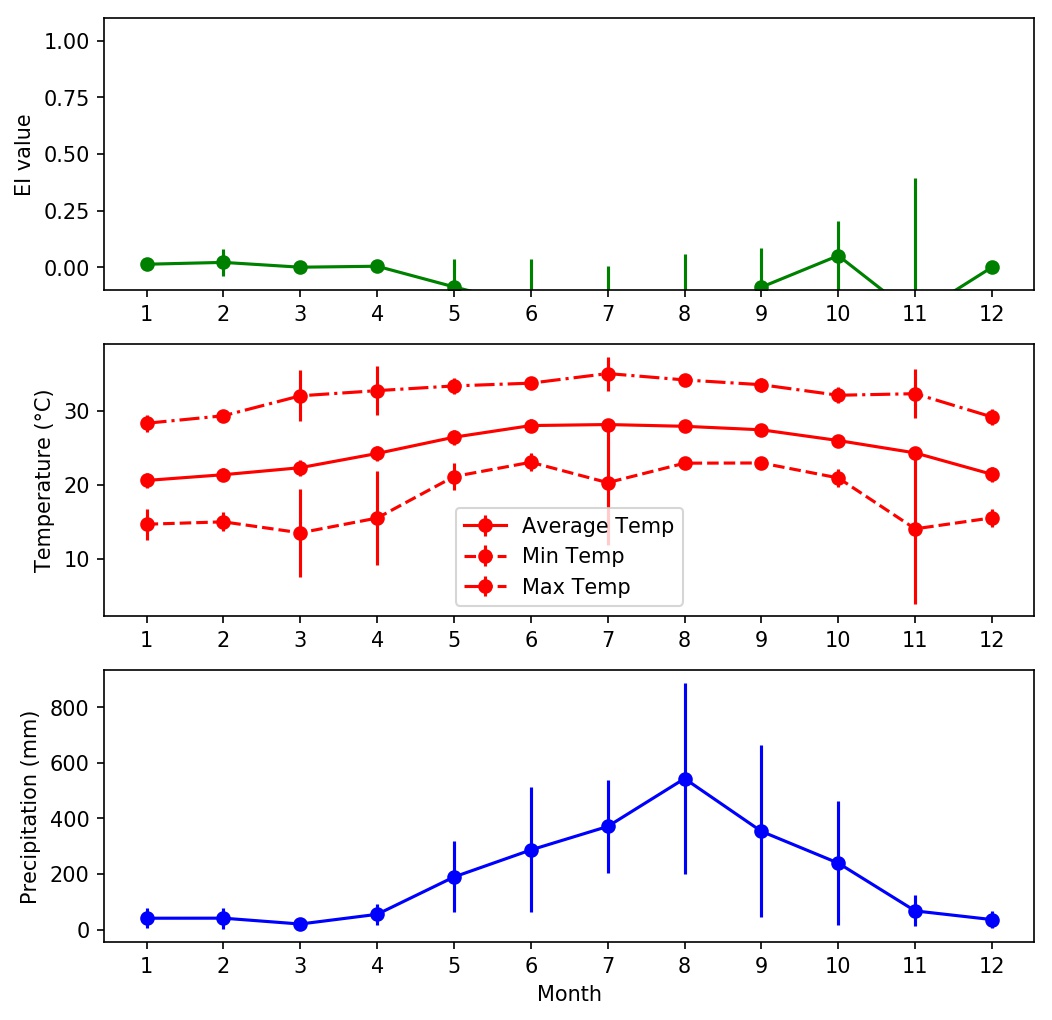 EI value
1.00
0.75
0.50
0.25
0.00
1 2 3 4 5 6 7 8 9 10 11 12
Temperature (°C)
30
20
10
Average Temp
Min Temp
Max Temp
1 2 3 4 5 6 7 8 9 10 11 12
Precipitation (mm)
800
600
400
200
0
1 2 3 4 5 6 7 8 9 10 11 12
Month